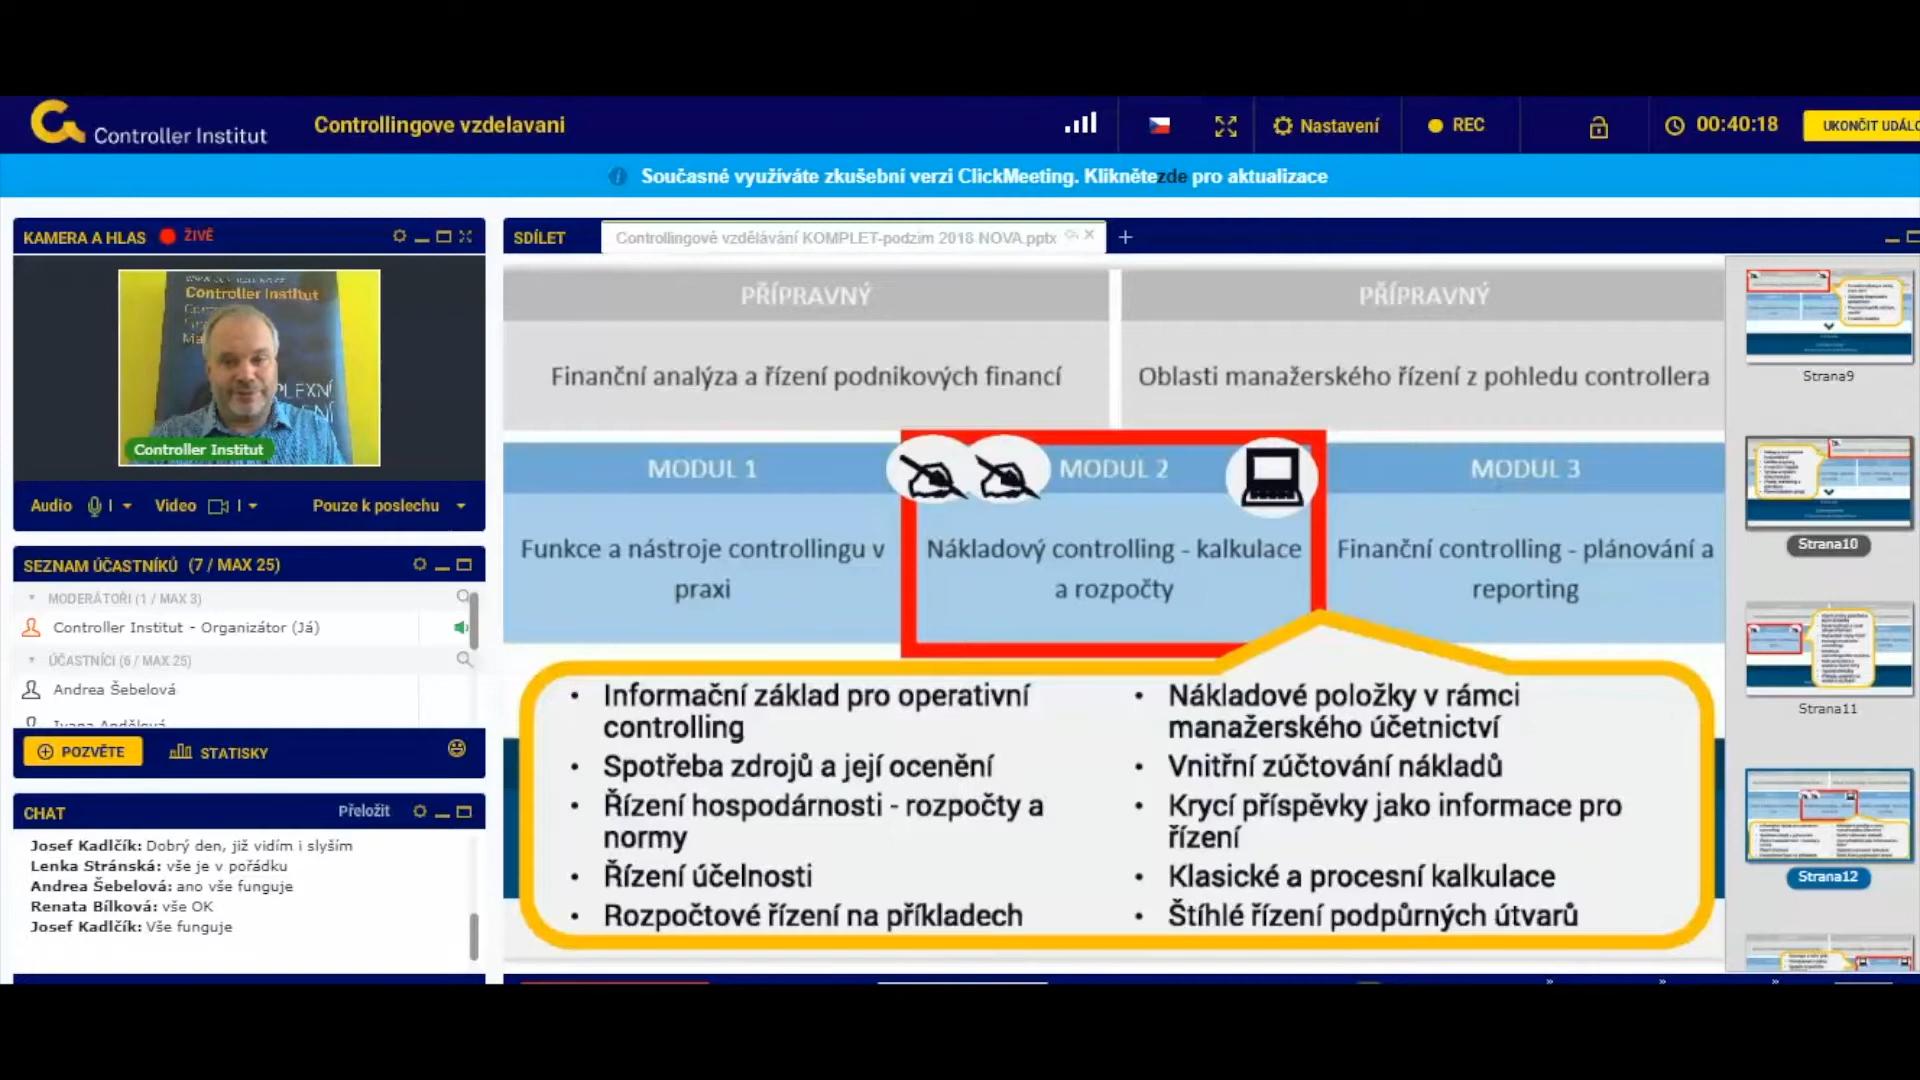 Controller Institut
Controllingove vzdelavani
Nastavení
REC
00:40:18
Současné využíváte zkušební verzi ClickMeeting. Kliknětezde pro aktualizace
KAMERA A HLAS
ŽIVĚ
Controller Institut
Controller Institut
Audio
Video
Pouze k poslechu
SEZNAM ÚČASTNÍKŮ (7 / MAX 25)
MODERÁTOŘI (1 / MAX 3)
Controller Institut - Organizátor (Já)
ÚČASTNÍCI (6 / MAX 25)
Andrea Šebelová
Ivana Andělová
POZVĚTE
STATISKY
CHAT
Přeložit
Josef Kadlčík: Dobrý den, již vidím i slyším
Lenka Stránská: vše je v pořádku
Andrea Šebelová: ano vše funguje
Renata Bílková: vše OK
Josef Kadlčík: Vše funguje
SDÍLET
Controllingové vzdělávání KOMPLET-podzim 2018 NOVA.pptx
PŘÍPRAVNÝ
Finanční analýza a řízení podnikových financí
PŘÍPRAVNÝ
Oblasti manažerského řízení z pohledu controllera
MODUL 1
Funkce a nástroje controllingu v
praxi
MODUL 2
Nákladový controlling - kalkulace
a rozpočty
MODUL 3
Finanční controlling - plánování a
reporting
• Informační základ pro operativní
controlling
• Spotřeba zdrojů a její ocenění
• Řízení hospodárnosti - rozpočty a
normy
• Řízení účelnosti
• Rozpočtové řízení na příkladech
• Nákladové položky v rámci
manažerského účetnictví
• Vnitřní zúčtování nákladů
• Krycí příspěvky jako informace pro
řízení
• Klasické a procesní kalkulace
• Štíhlé řízení podpůrných útvarů
Strana9
Strana10
Strana11
Strana12